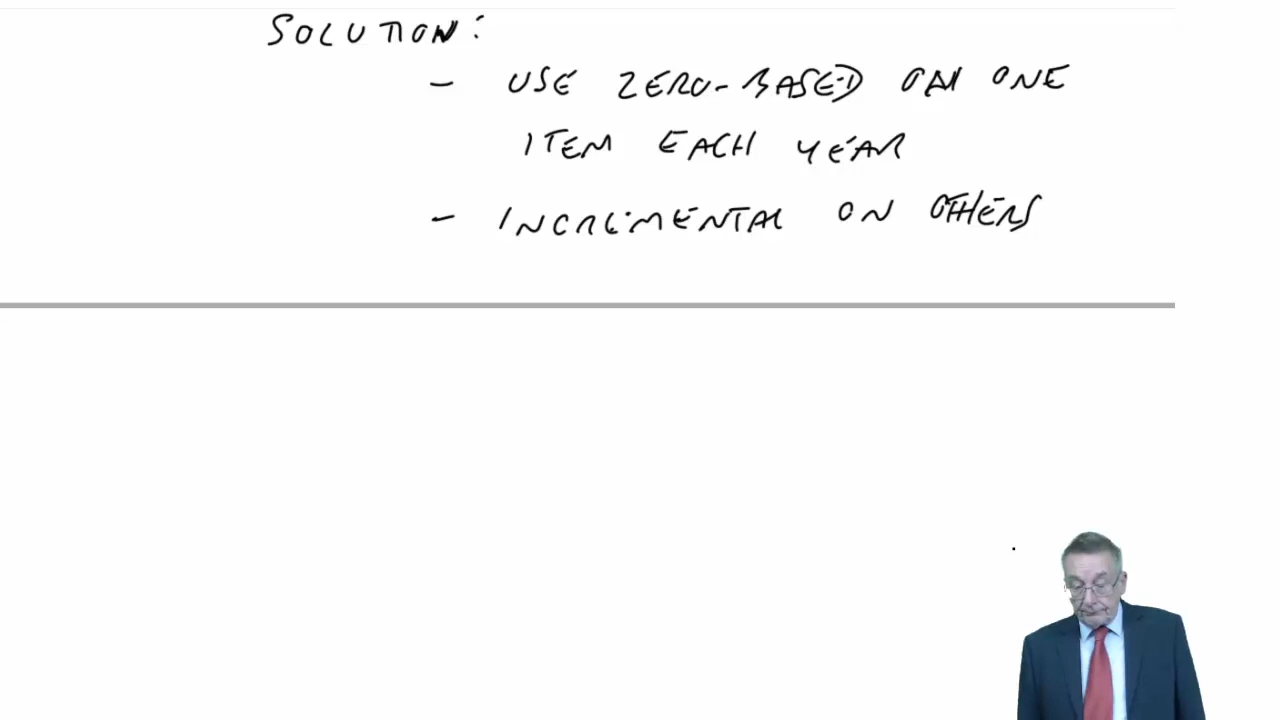 SOLUTION:
- USE ZERO-BASED ON ONE
ITEM EACH YEAR
- INCREMENTAL ON OTHERS